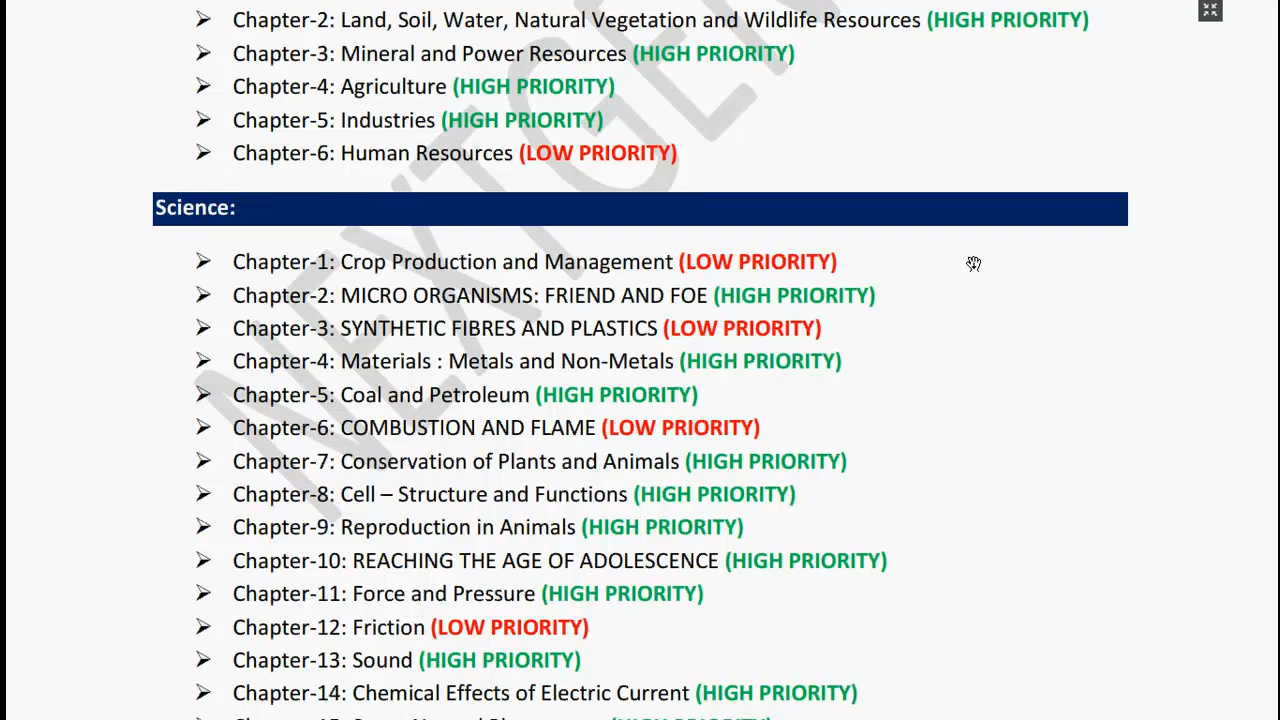 Chapter-2: Land, Soil, Water, Natural Vegetation and Wildlife Resources (HIGH PRIORITY)
Chapter-3: Mineral and Power Resources (HIGH PRIORITY)
Chapter-4: Agriculture (HIGH PRIORITY)
Chapter-5: Industries (HIGH PRIORITY)
Chapter-6: Human Resources (LOW PRIORITY)
NEXTGEN
Science:
Chapter-1: Crop Production and Management (LOW PRIORITY)
Chapter-2: MICRO ORGANISMS: FRIEND AND FOE (HIGH PRIORITY)
Chapter-3: SYNTHETIC FIBRES AND PLASTICS (LOW PRIORITY)
Chapter-4: Materials : Metals and Non-Metals (HIGH PRIORITY)
Chapter-5: Coal and Petroleum (HIGH PRIORITY)
Chapter-6: COMBUSTION AND FLAME (LOW PRIORITY)
Chapter-7: Conservation of Plants and Animals (HIGH PRIORITY)
Chapter-8: Cell – Structure and Functions (HIGH PRIORITY)
Chapter-9: Reproduction in Animals (HIGH PRIORITY)
Chapter-10: REACHING THE AGE OF ADOLESCENCE (HIGH PRIORITY)
Chapter-11: Force and Pressure (HIGH PRIORITY)
Chapter-12: Friction (LOW PRIORITY)
Chapter-13: Sound (HIGH PRIORITY)
Chapter-14: Chemical Effects of Electric Current (HIGH PRIORITY)